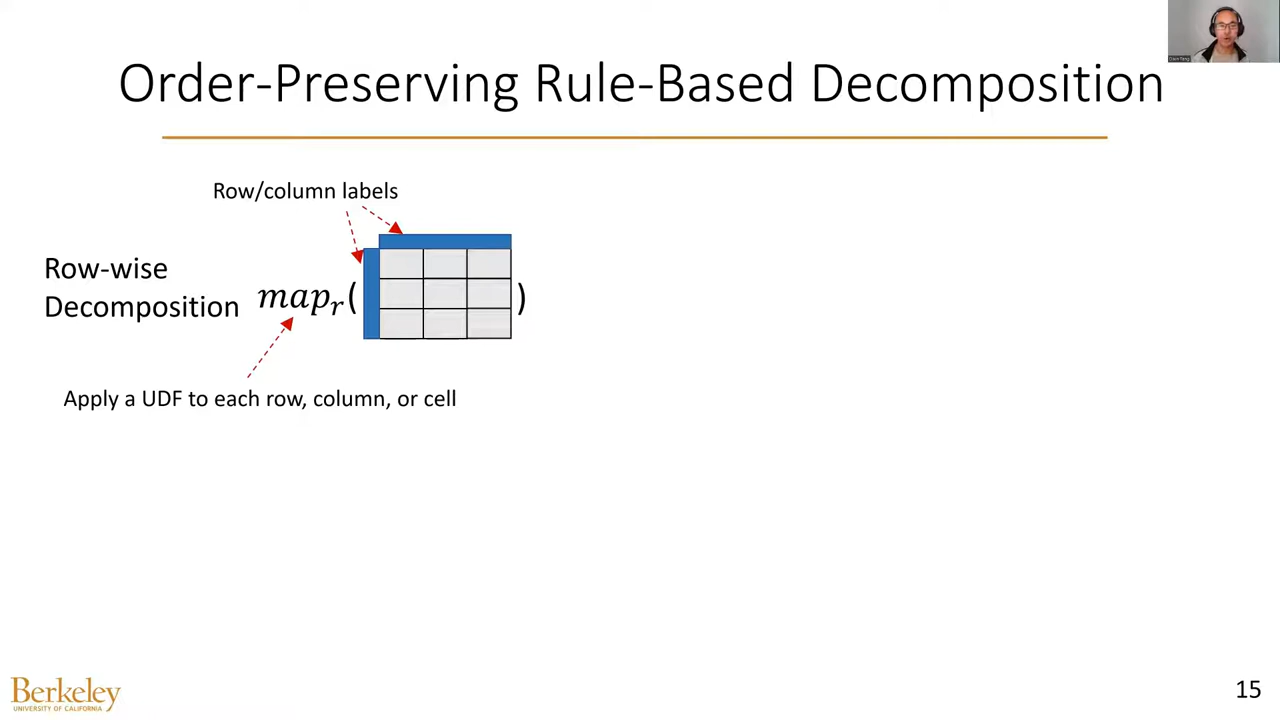 Order-Preserving Rule-Based Decomposition
Row/column labels
Row-wise
Decomposition
mapr( )
Apply a UDF to each row, column, or cell
Berkeley
UNIVERSITY OF CALIFORNIA
15